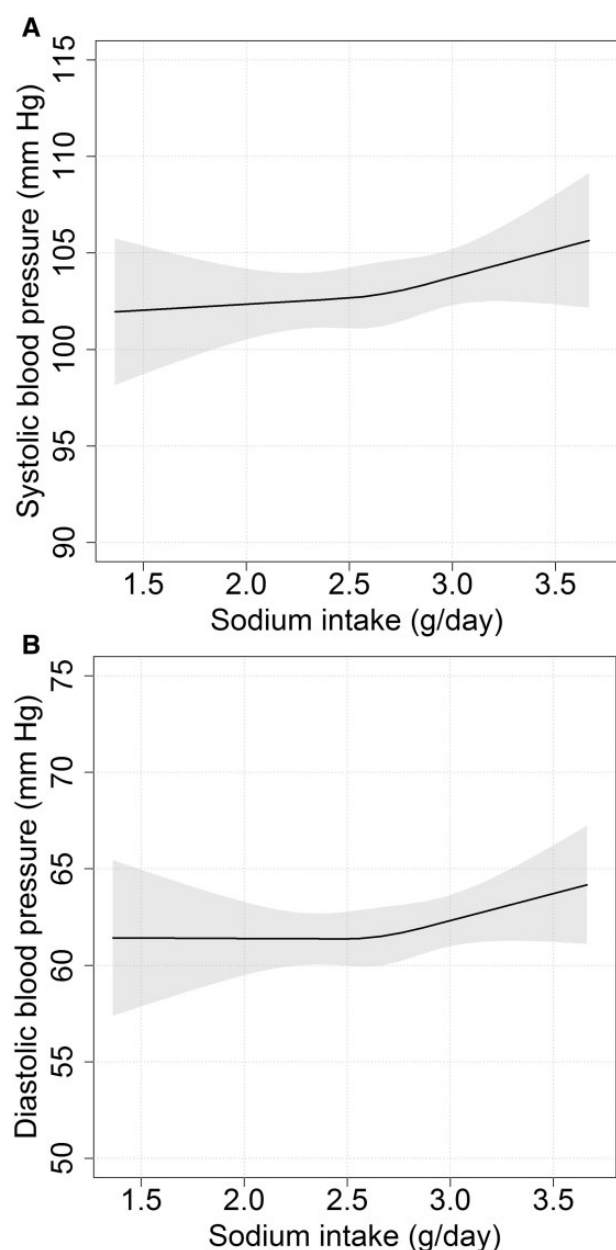 A
Systolic blood pressure (mm Hg)
115
110
105
100
95
90
1.5 2.0 2.5 3.0 3.5
Sodium intake (g/day)
B
Diastolic blood pressure (mm Hg)
75
70
65
60
55
50
1.5 2.0 2.5 3.0 3.5
Sodium intake (g/day)